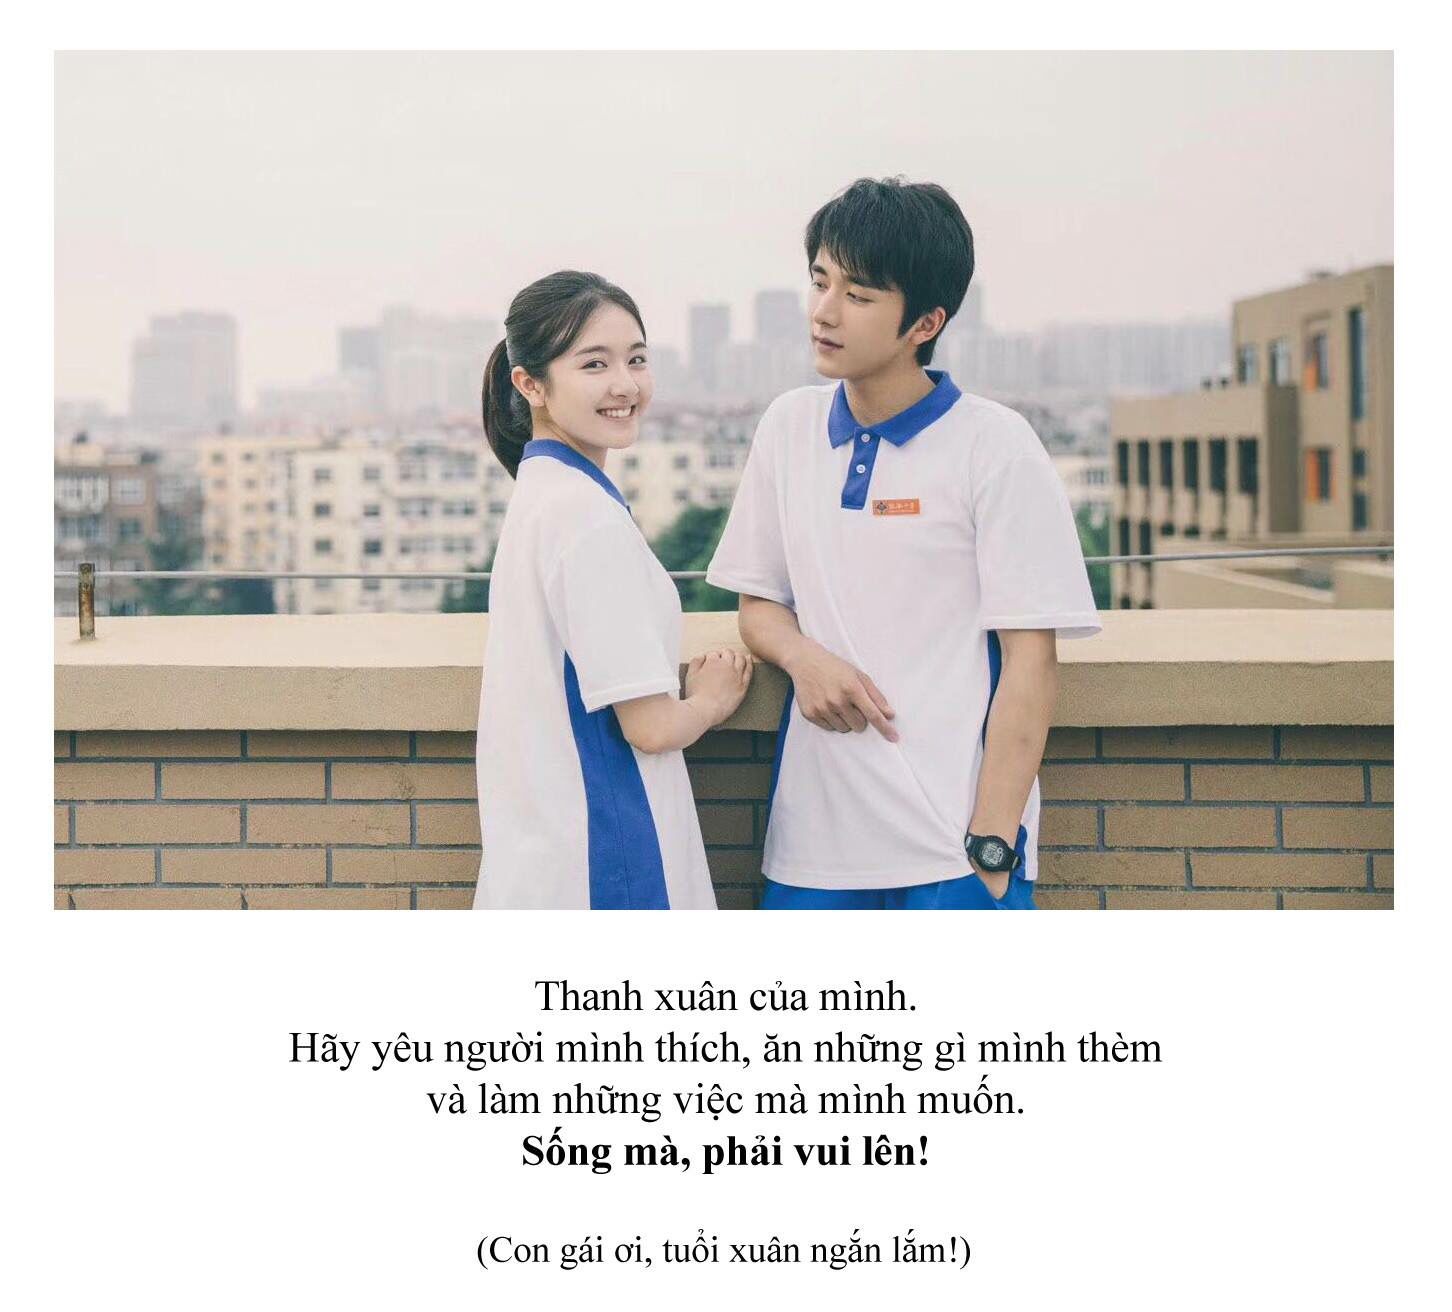 Thanh xuân của mình.
Hãy yêu người mình thích, ăn những gì mình thèm
và làm những việc mà mình muốn.
Sống mà, phải vui lên!
(Con gái ơi, tuổi xuân ngắn lắm!)